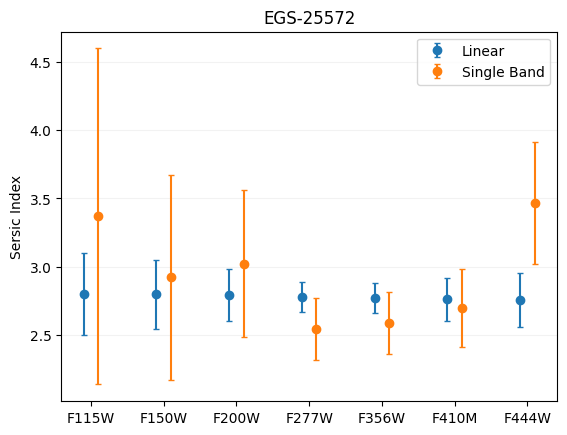 EGS-25572
Linear
Single Band
Sersic Index
4.5
4.0
3.5
3.0
2.5
F115W F150W F200W F277W F356W F410M F444W